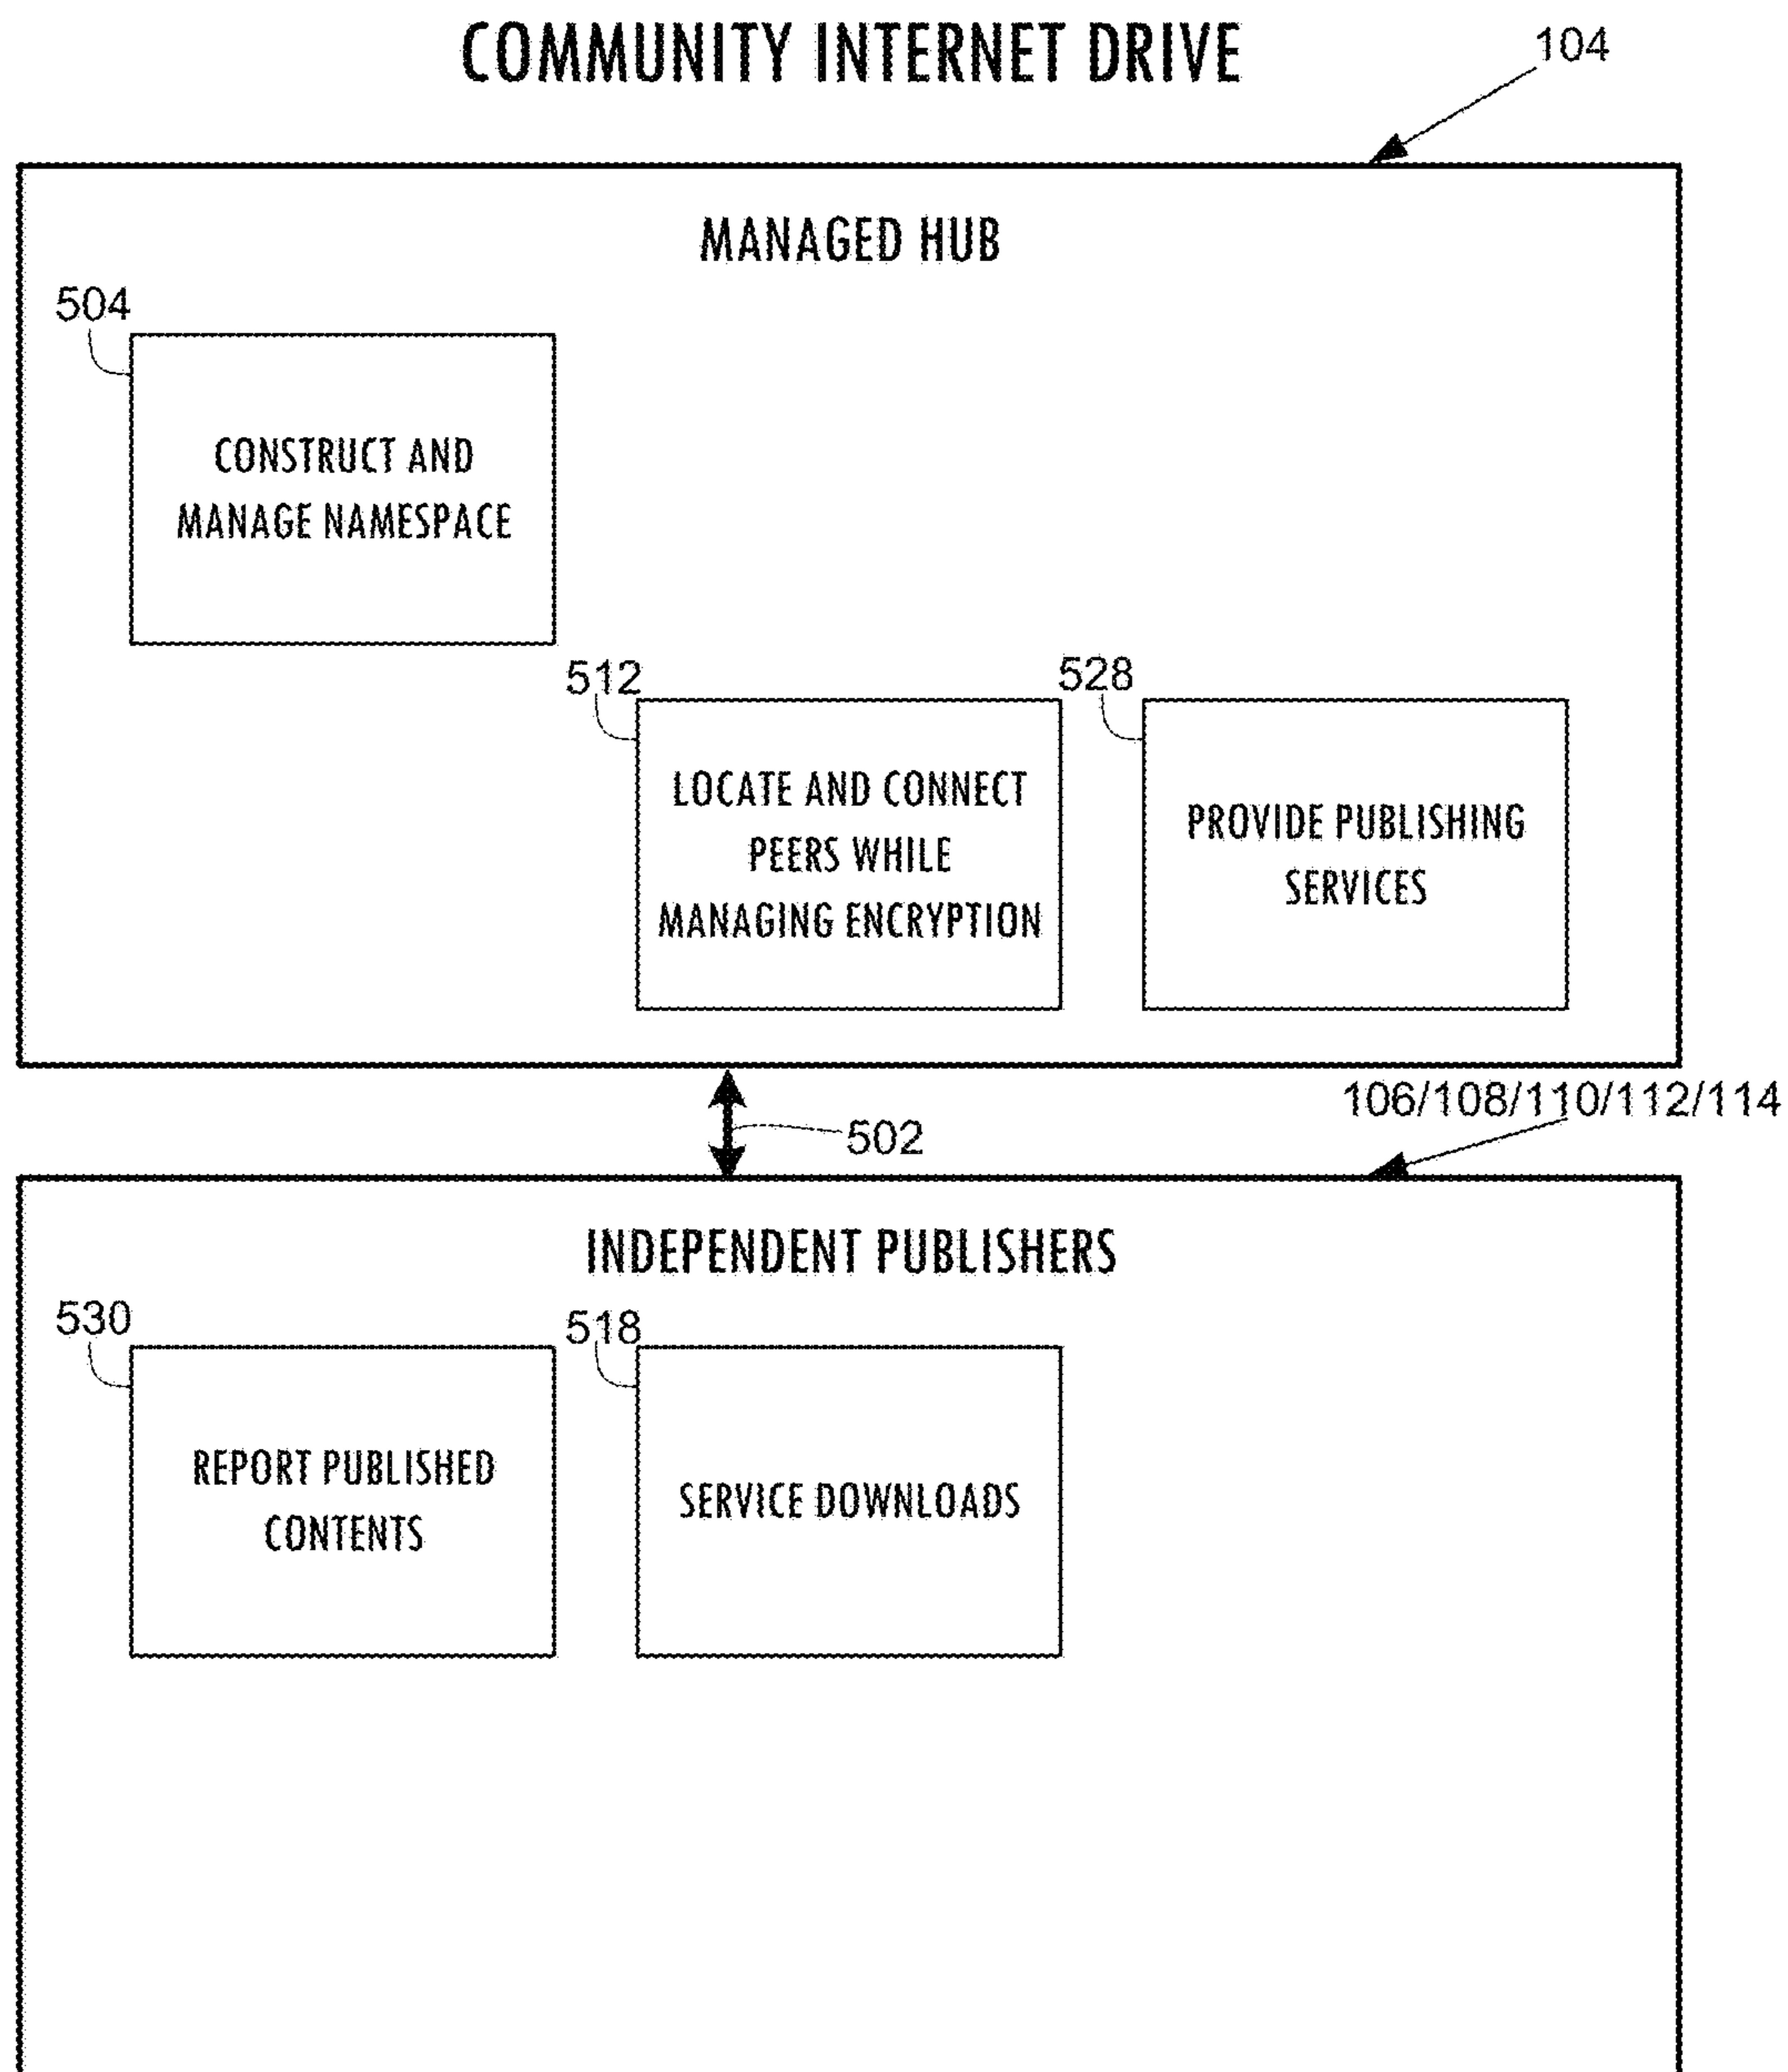 COMMUNITY INTERNET DRIVE
104
MANAGED HUB
504
CONSTRUCT AND
MANAGE NAMESPACE
512
LOCATE AND CONNECT
PEERS WHILE
MANAGING ENCRYPTION
528
PROVIDE PUBLISHING
SERVICES
502
106/108/110/112/114
INDEPENDENT PUBLISHERS
530
REPORT PUBLISHED
CONTENTS
518
SERVICE DOWNLOADS